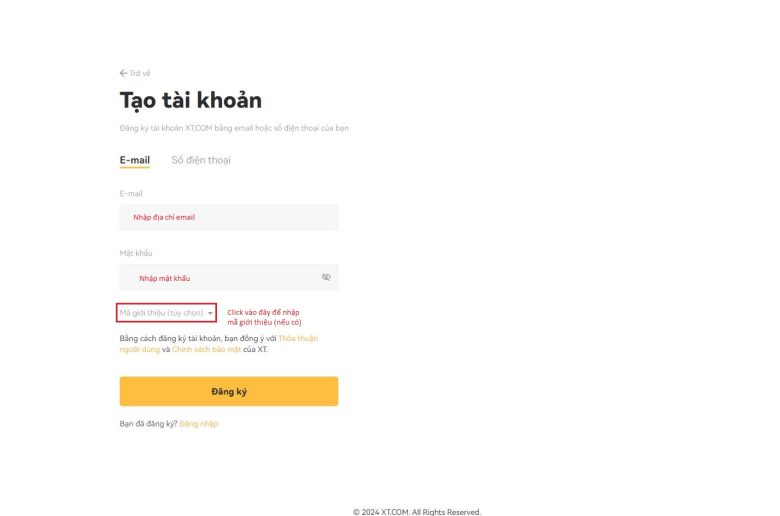 Trở về
Tạo tài khoản
Đăng ký tài khoản XT.COM bằng email hoặc số điện thoại của bạn
E-mail Số điện thoại
E-mail
Nhập địa chỉ email
Mật khẩu
Nhập mật khẩu
Mã giới thiệu (tùy chọn)
Click vào đây để nhập
mã giới thiệu (nếu có)
Bằng cách đăng ký tài khoản, bạn đồng ý với Thỏa thuận
người dùng và Chính sách bảo mật của XT.
Đăng ký
Bạn đã đăng ký? Đăng nhập
© 2024 XT.COM. All Rights Reserved.